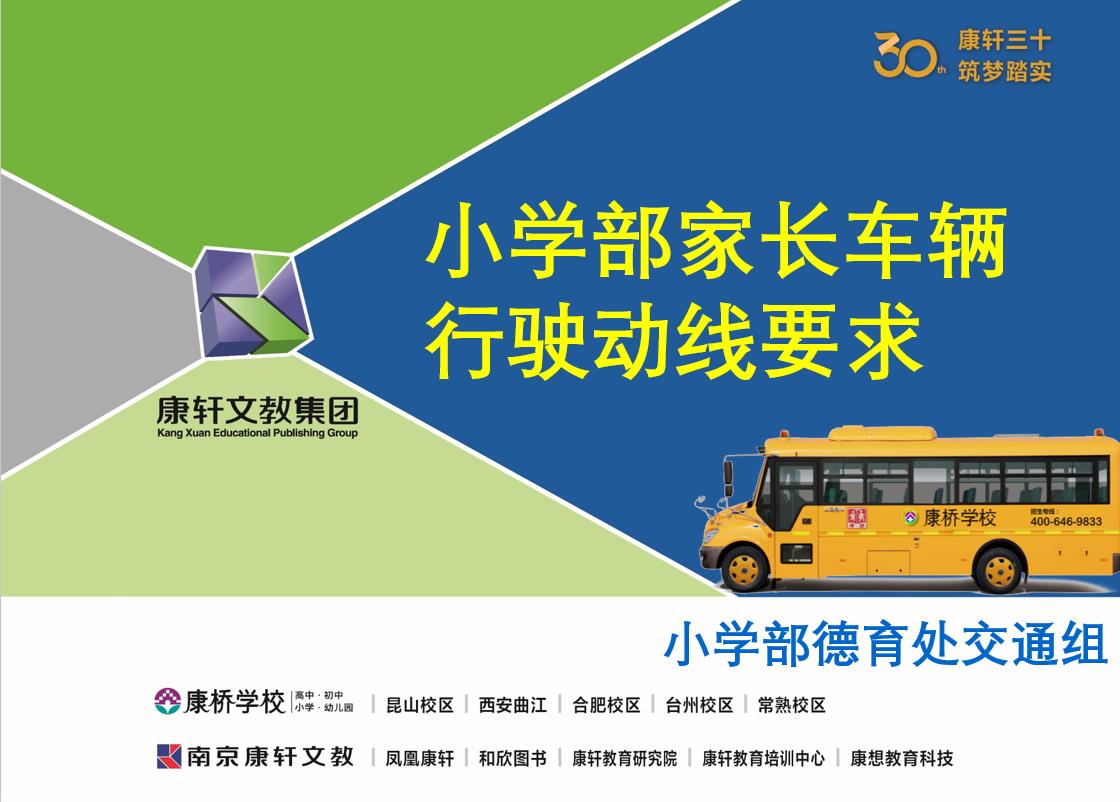 康轩三十
30th 筑梦踏实
小学部家长车辆
行驶动线要求
康轩文教集团
Kang Xuan Educational Publishing Group
康桥学校
招生专线：
400-646-9833
小学部德育处交通组
康桥学校 高中·初中 小学·幼儿园 | 昆山校区 | 西安曲江 | 合肥校区 | 台州校区 | 常熟校区
南京康轩文教 | 凤凰康轩 | 和欣图书 | 康轩教育研究院 | 康轩教育培训中心 | 康想教育科技